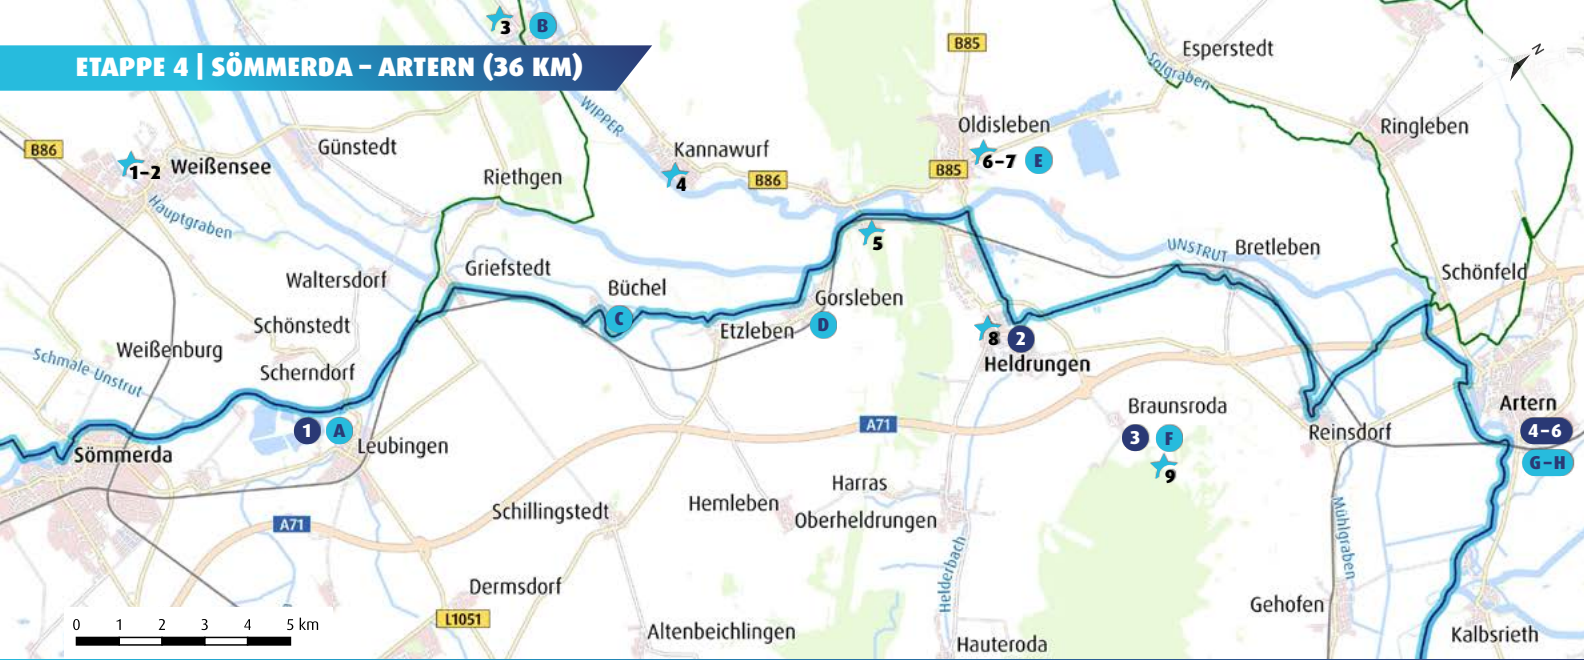 3
B
ETAPPE 4 | SÖMMERDA – ARTERN (36 KM)
B85
Esperstedt
N
Solgraben
WIPPER
Oldisleben
Ringleben
B86
Günstedt
Kannawurf
1–2
Weißensee
6–7
E
B85
Riethgen
4
B86
Hauptgraben
5
UNSTRUT
Bretleben
Griefstedt
Schönfeld
Waltersdorf
Büchel
Gorsleben
C
Schönstedt
Etzleben
D
8
2
Weißenburg
Heldrungen
Schmale-Unstrut
Scherndorf
Braunsroda
Artern
1
A
A71
3
F
Reinsdorf
4–6
Leubingen
Sömmerda
9
G–H
Harras
Hemleben
Schillingstedt
Oberheldrungen
A71
Mühlgraben
Helderbach
Dermsdorf
Gehofen
L1051
0 1 2 3 4 5 km
Altenbeichlingen
Kalbsrieth
Hauteroda